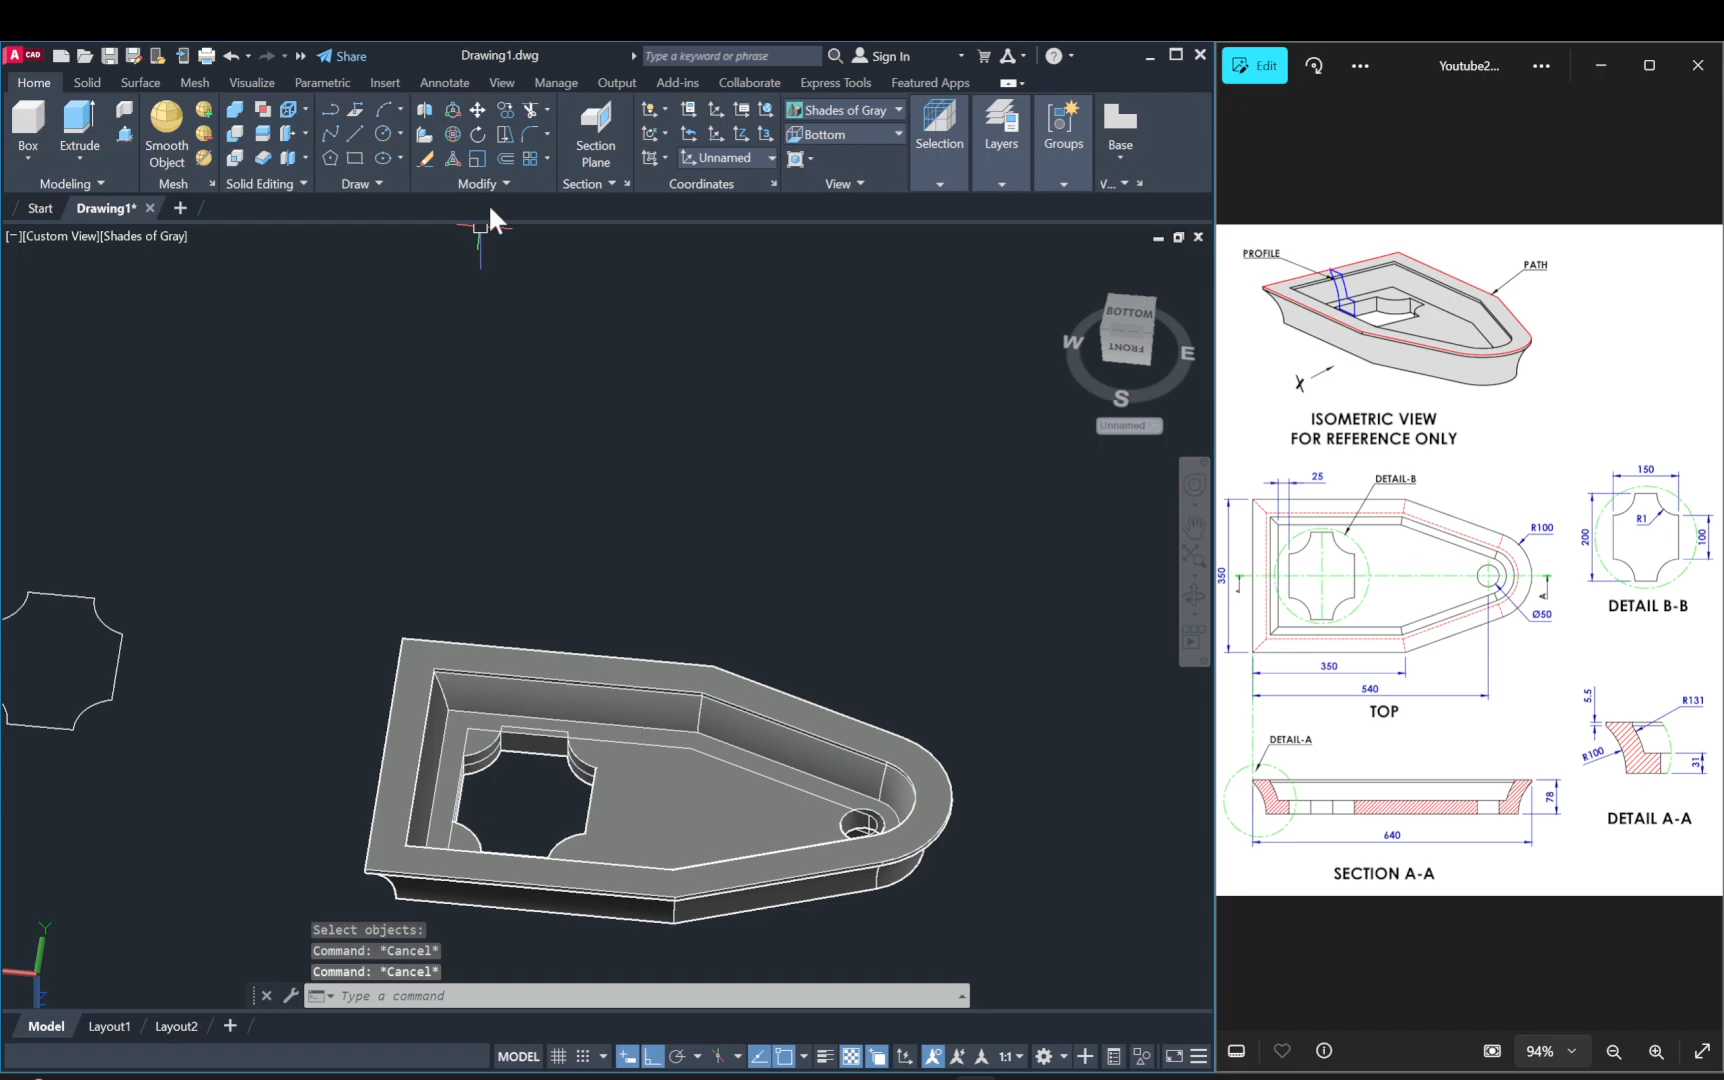 A CAD
Share
Drawing1.dwg
Type a keyword or phrase
Sign In
Edit
Youtube2...
Home
Solid
Surface
Mesh
Visualize
Parametric
Insert
Annotate
View
Manage
Output
Add-ins
Collaborate
Express Tools
Featured Apps
Box
Extrude
Smooth
Object
Section
Plane
Shades of Gray
Bottom
Unnamed
Selection
Layers
Groups
Base
Modeling
Mesh
Solid Editing
Draw
Modify
Section
Coordinates
View
V...
Start
Drawing1*
[−][Custom View][Shades of Gray]
BOTTOM
FRONT
W
E
S
Unnamed
Y
Z
Select objects:
Command: *Cancel*
Command: *Cancel*
Type a command
Model
Layout1
Layout2
MODEL
1:1
PROFILE
PATH
X
ISOMETRIC VIEW
FOR REFERENCE ONLY
25
DETAIL-B
R100
350
A
Ø50
350
540
TOP
150
200
R1
100
DETAIL B-B
DETAIL-A
78
640
SECTION A-A
5.5
R131
R100
31
DETAIL A-A
94%